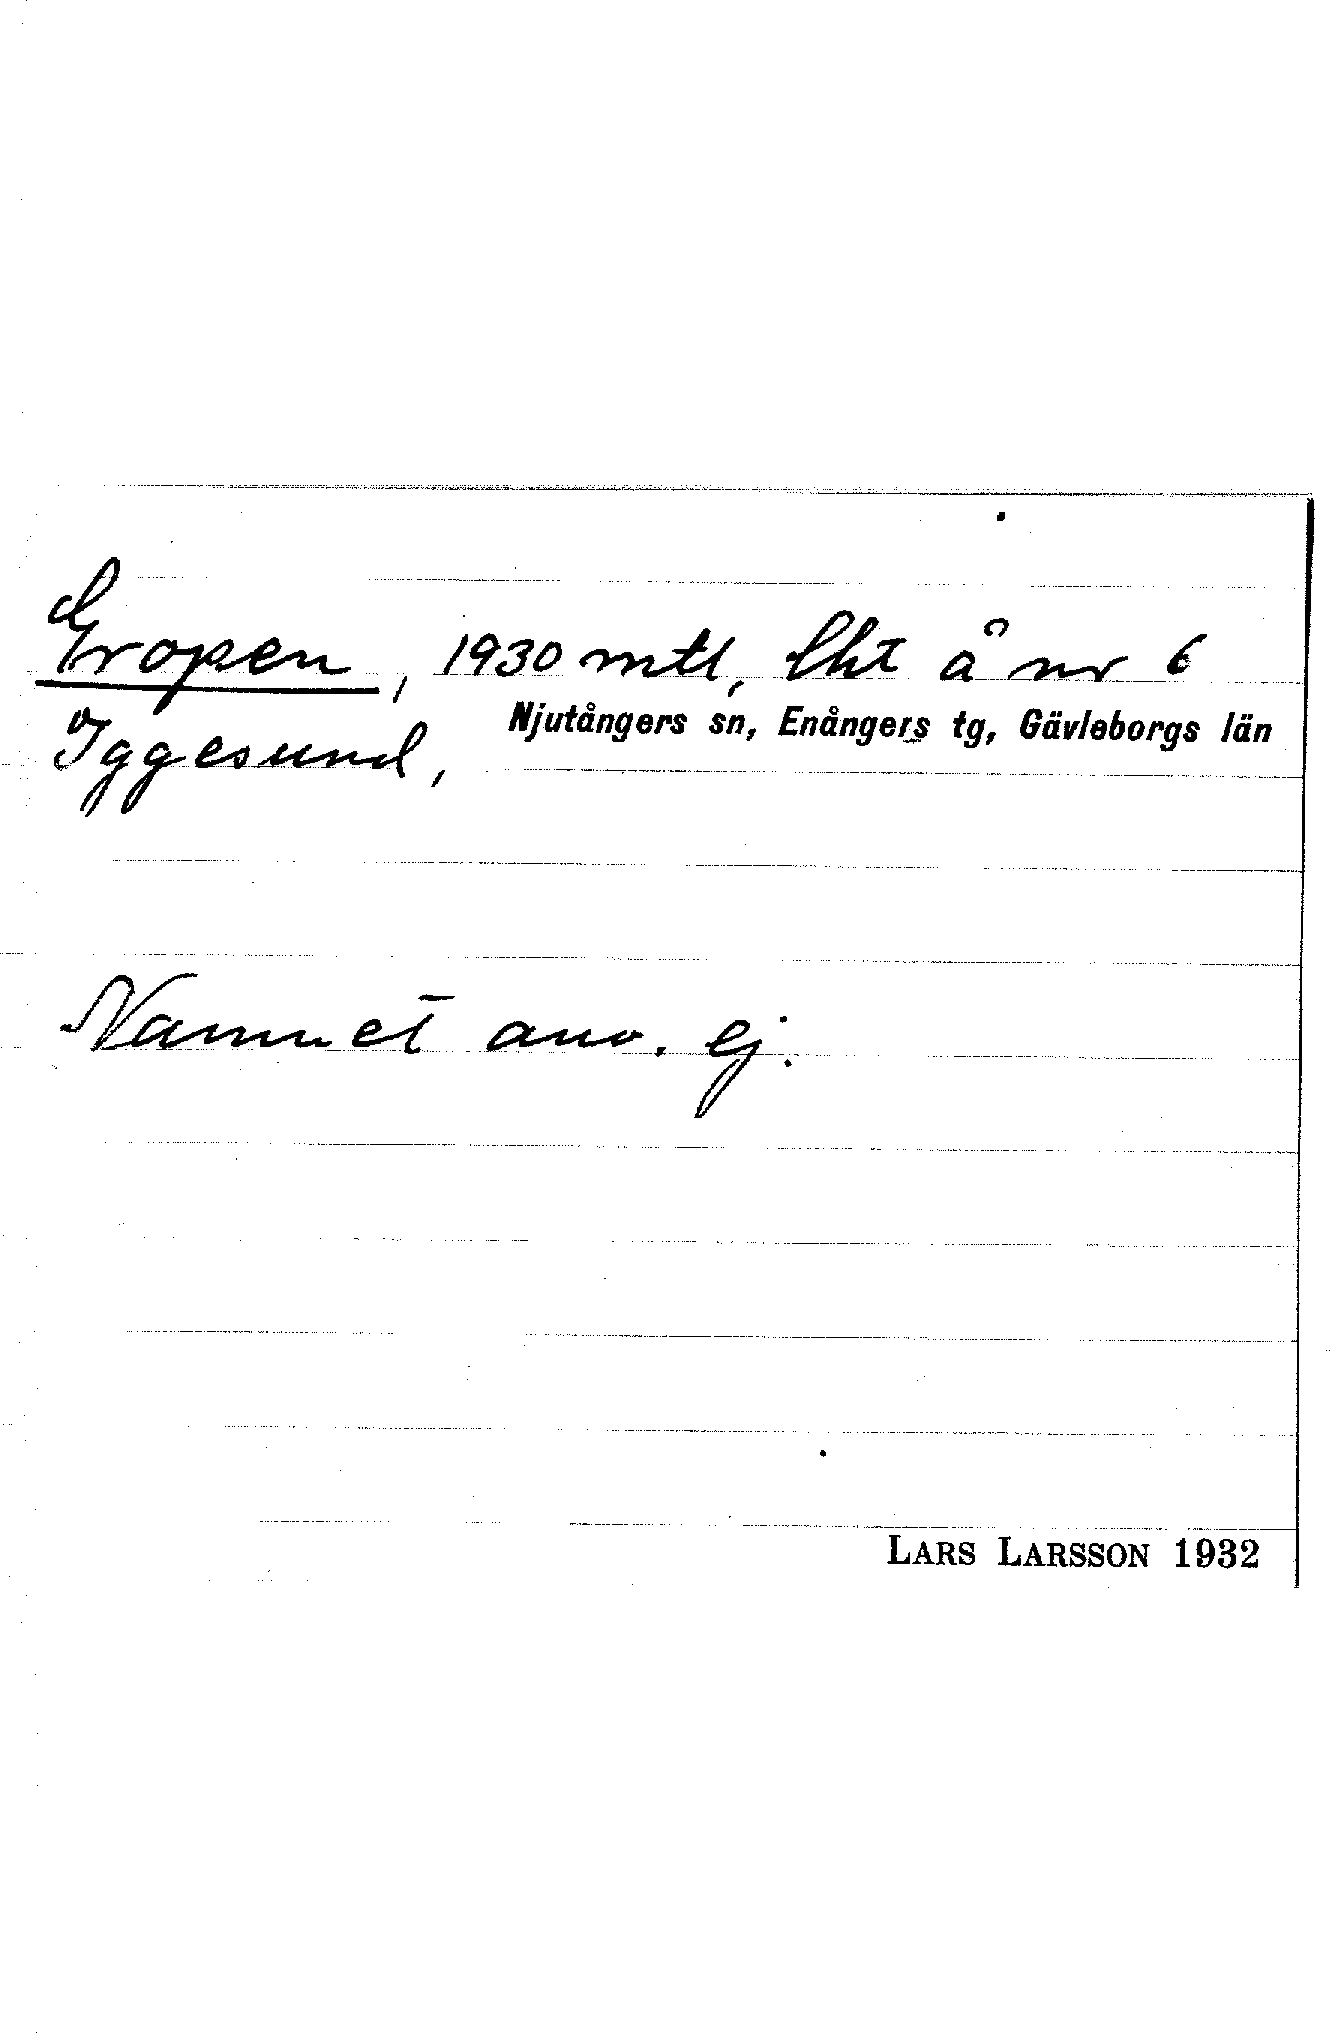 Gropen, 1930 mtl, lht å nr 6
Iggesund, Njutångers sn, Enångers tg, Gävleborgs län
Namnet anv. ej.
LARS LARSSON 1932